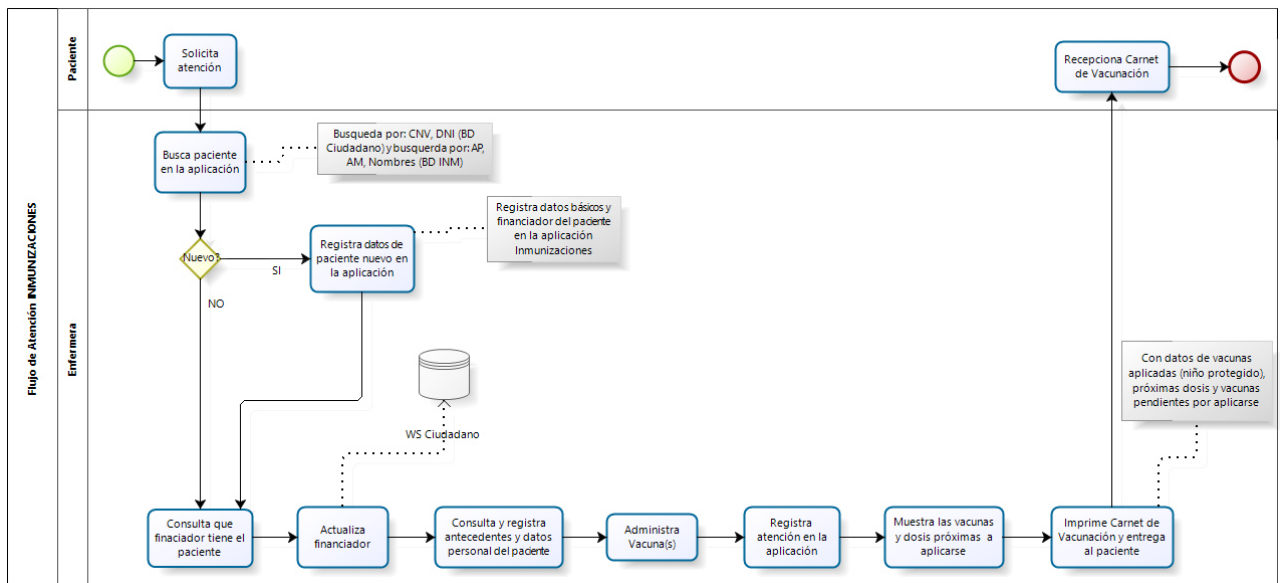 Flujo de Atención INMUNIZACIONES
Paciente
Solicita
atención
Recepciona Carnet
de Vacunación
Enfermera
Busca paciente
en la aplicación
Busqueda por: CNV, DNI (BD
Ciudadano) y busquerda por: AP,
AM, Nombres (BD INM)
Nuevo?
SI
NO
Registra datos de
paciente nuevo en
la aplicación
Registra datos básicos y
financiador del paciente
en la aplicación
Inmunizaciones
WS Ciudadano
Con datos de vacunas
aplicadas (niño protegido),
próximas dosis y vacunas
pendientes por aplicarse
Consulta que
finaciador tiene el
paciente
Actualiza
financiador
Consulta y registra
antecedentes y datos
personal del paciente
Administra
Vacuna(s)
Registra
atención en la
aplicación
Muestra las vacunas
y dosis próximas a
aplicarse
Imprime Carnet de
Vacunación y entrega
al paciente